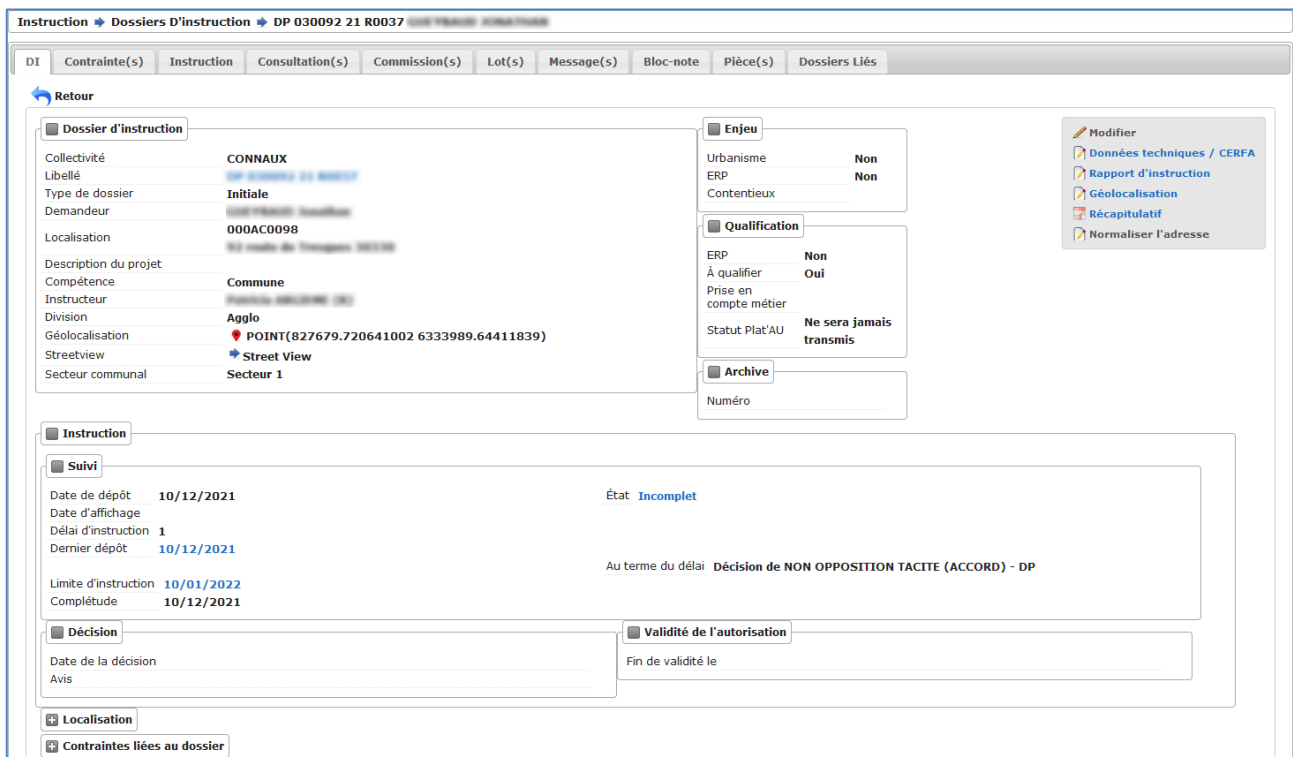 Instruction Dossiers D'instruction DP 030092 21 R0037
DI Contrainte(s) Instruction Consultation(s) Commission(s) Lot(s) Message(s) Bloc-note Pièce(s) Dossiers Liés
Retour
Dossier d'instruction
Collectivité CONNAUX
Libellé
Type de dossier Initiale
Demandeur
Localisation 000AC0098
Description du projet
Compétence Commune
Instructeur
Division Agglo
Géolocalisation POINT(827679.720641002 6333989.64411839)
Streetview Street View
Secteur communal Secteur 1
Enjeu
Urbanisme Non
ERP Non
Contentieux
Qualification
ERP Non
À qualifier Oui
Prise en
compte métier
Statut Plat'AU Ne sera jamais
transmis
Archive
Numéro
Modifier
Données techniques / CERFA
Rapport d'instruction
Géolocalisation
Récapitulatif
Normaliser l'adresse
Instruction
Suivi
Date de dépôt 10/12/2021 État Incomplet
Date d'affichage
Délai d'instruction 1
Dernier dépôt 10/12/2021
Au terme du délai Décision de NON OPPOSITION TACITE (ACCORD) - DP
Limite d'instruction 10/01/2022
Complétude 10/12/2021
Décision
Date de la décision
Avis
Validité de l'autorisation
Fin de validité le
Localisation
Contraintes liées au dossier